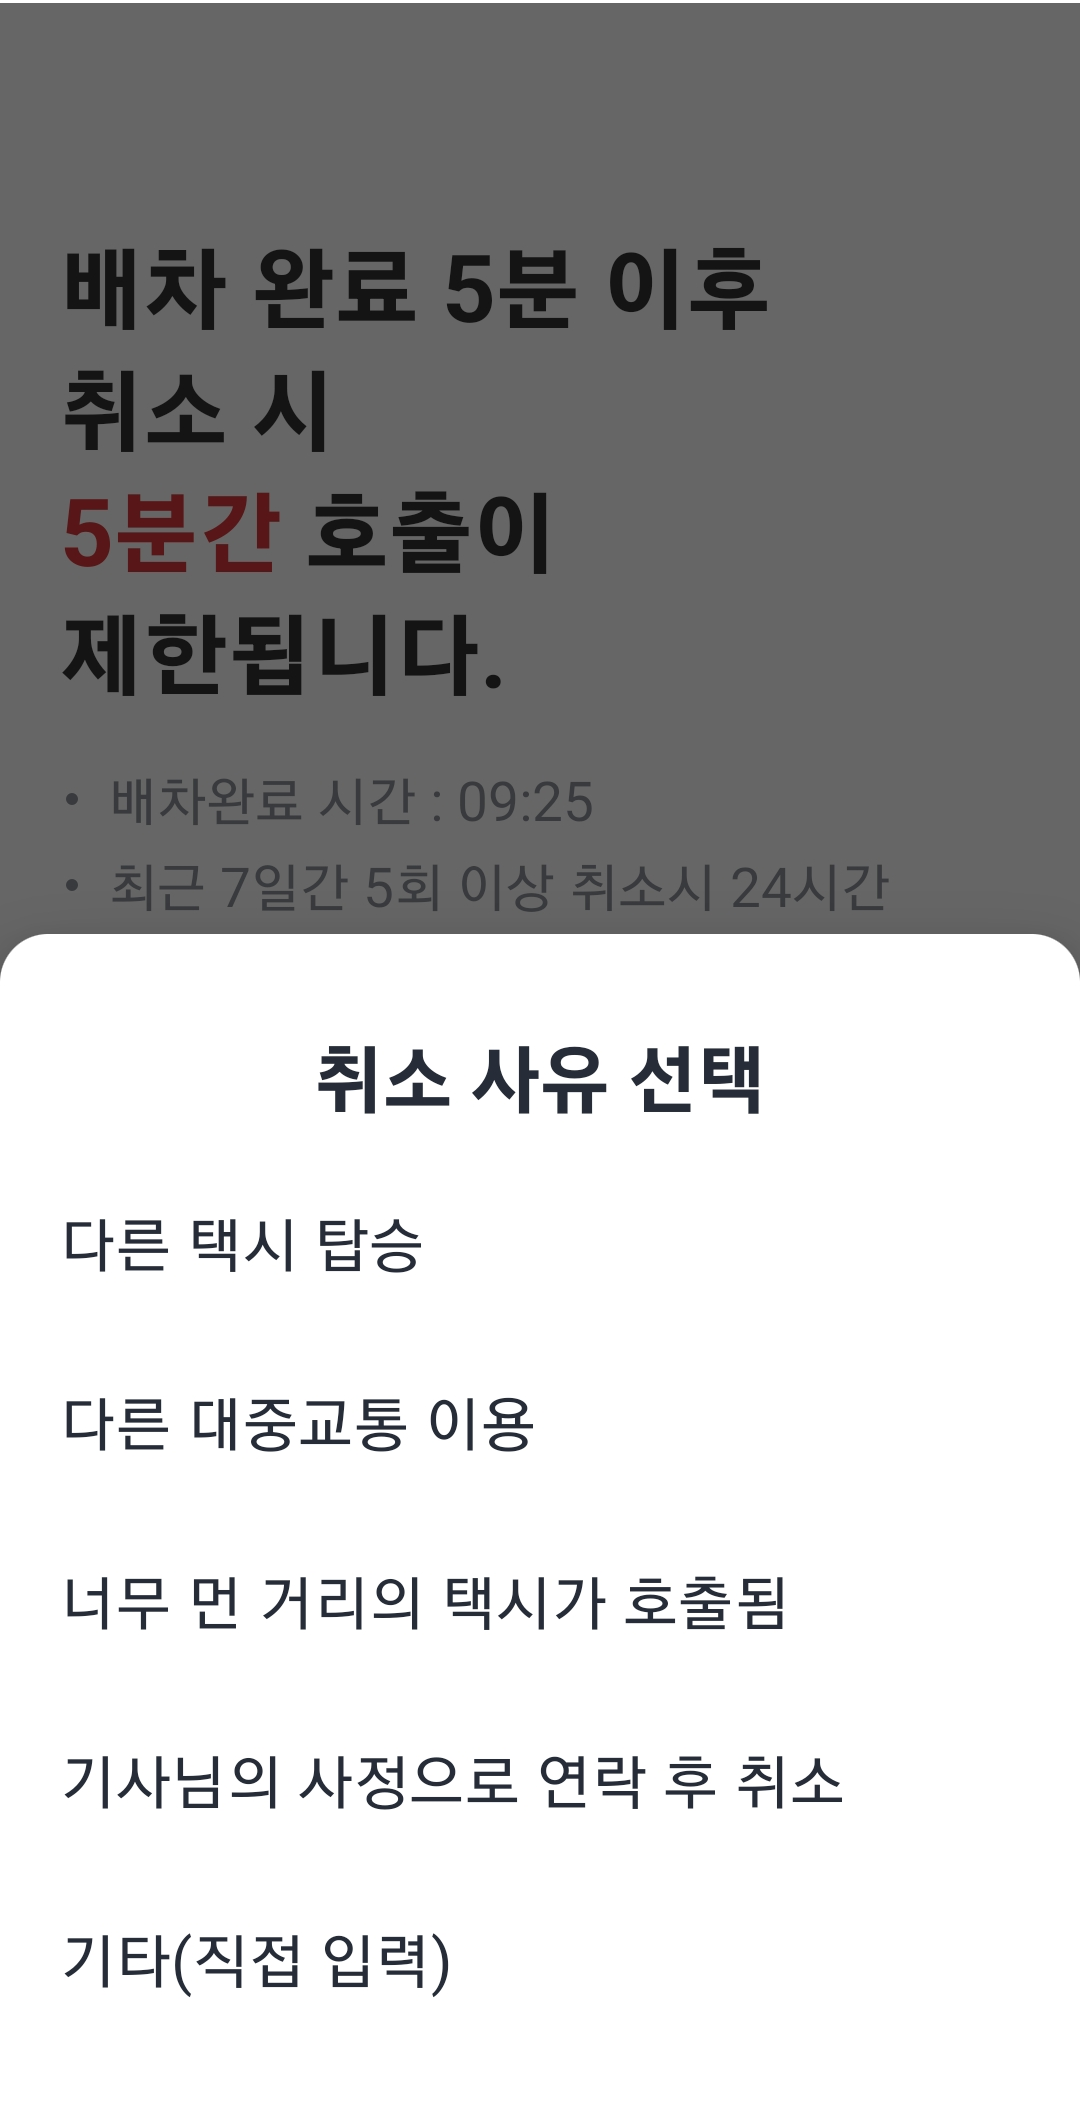 배차 완료 5분 이후
취소 시
5분간 호출이
제한됩니다.
• 배차완료 시간 : 09:25
• 최근 7일간 5회 이상 취소시 24시간
취소 사유 선택
다른 택시 탑승
다른 대중교통 이용
너무 먼 거리의 택시가 호출됨
기사님의 사정으로 연락 후 취소
기타(직접 입력)